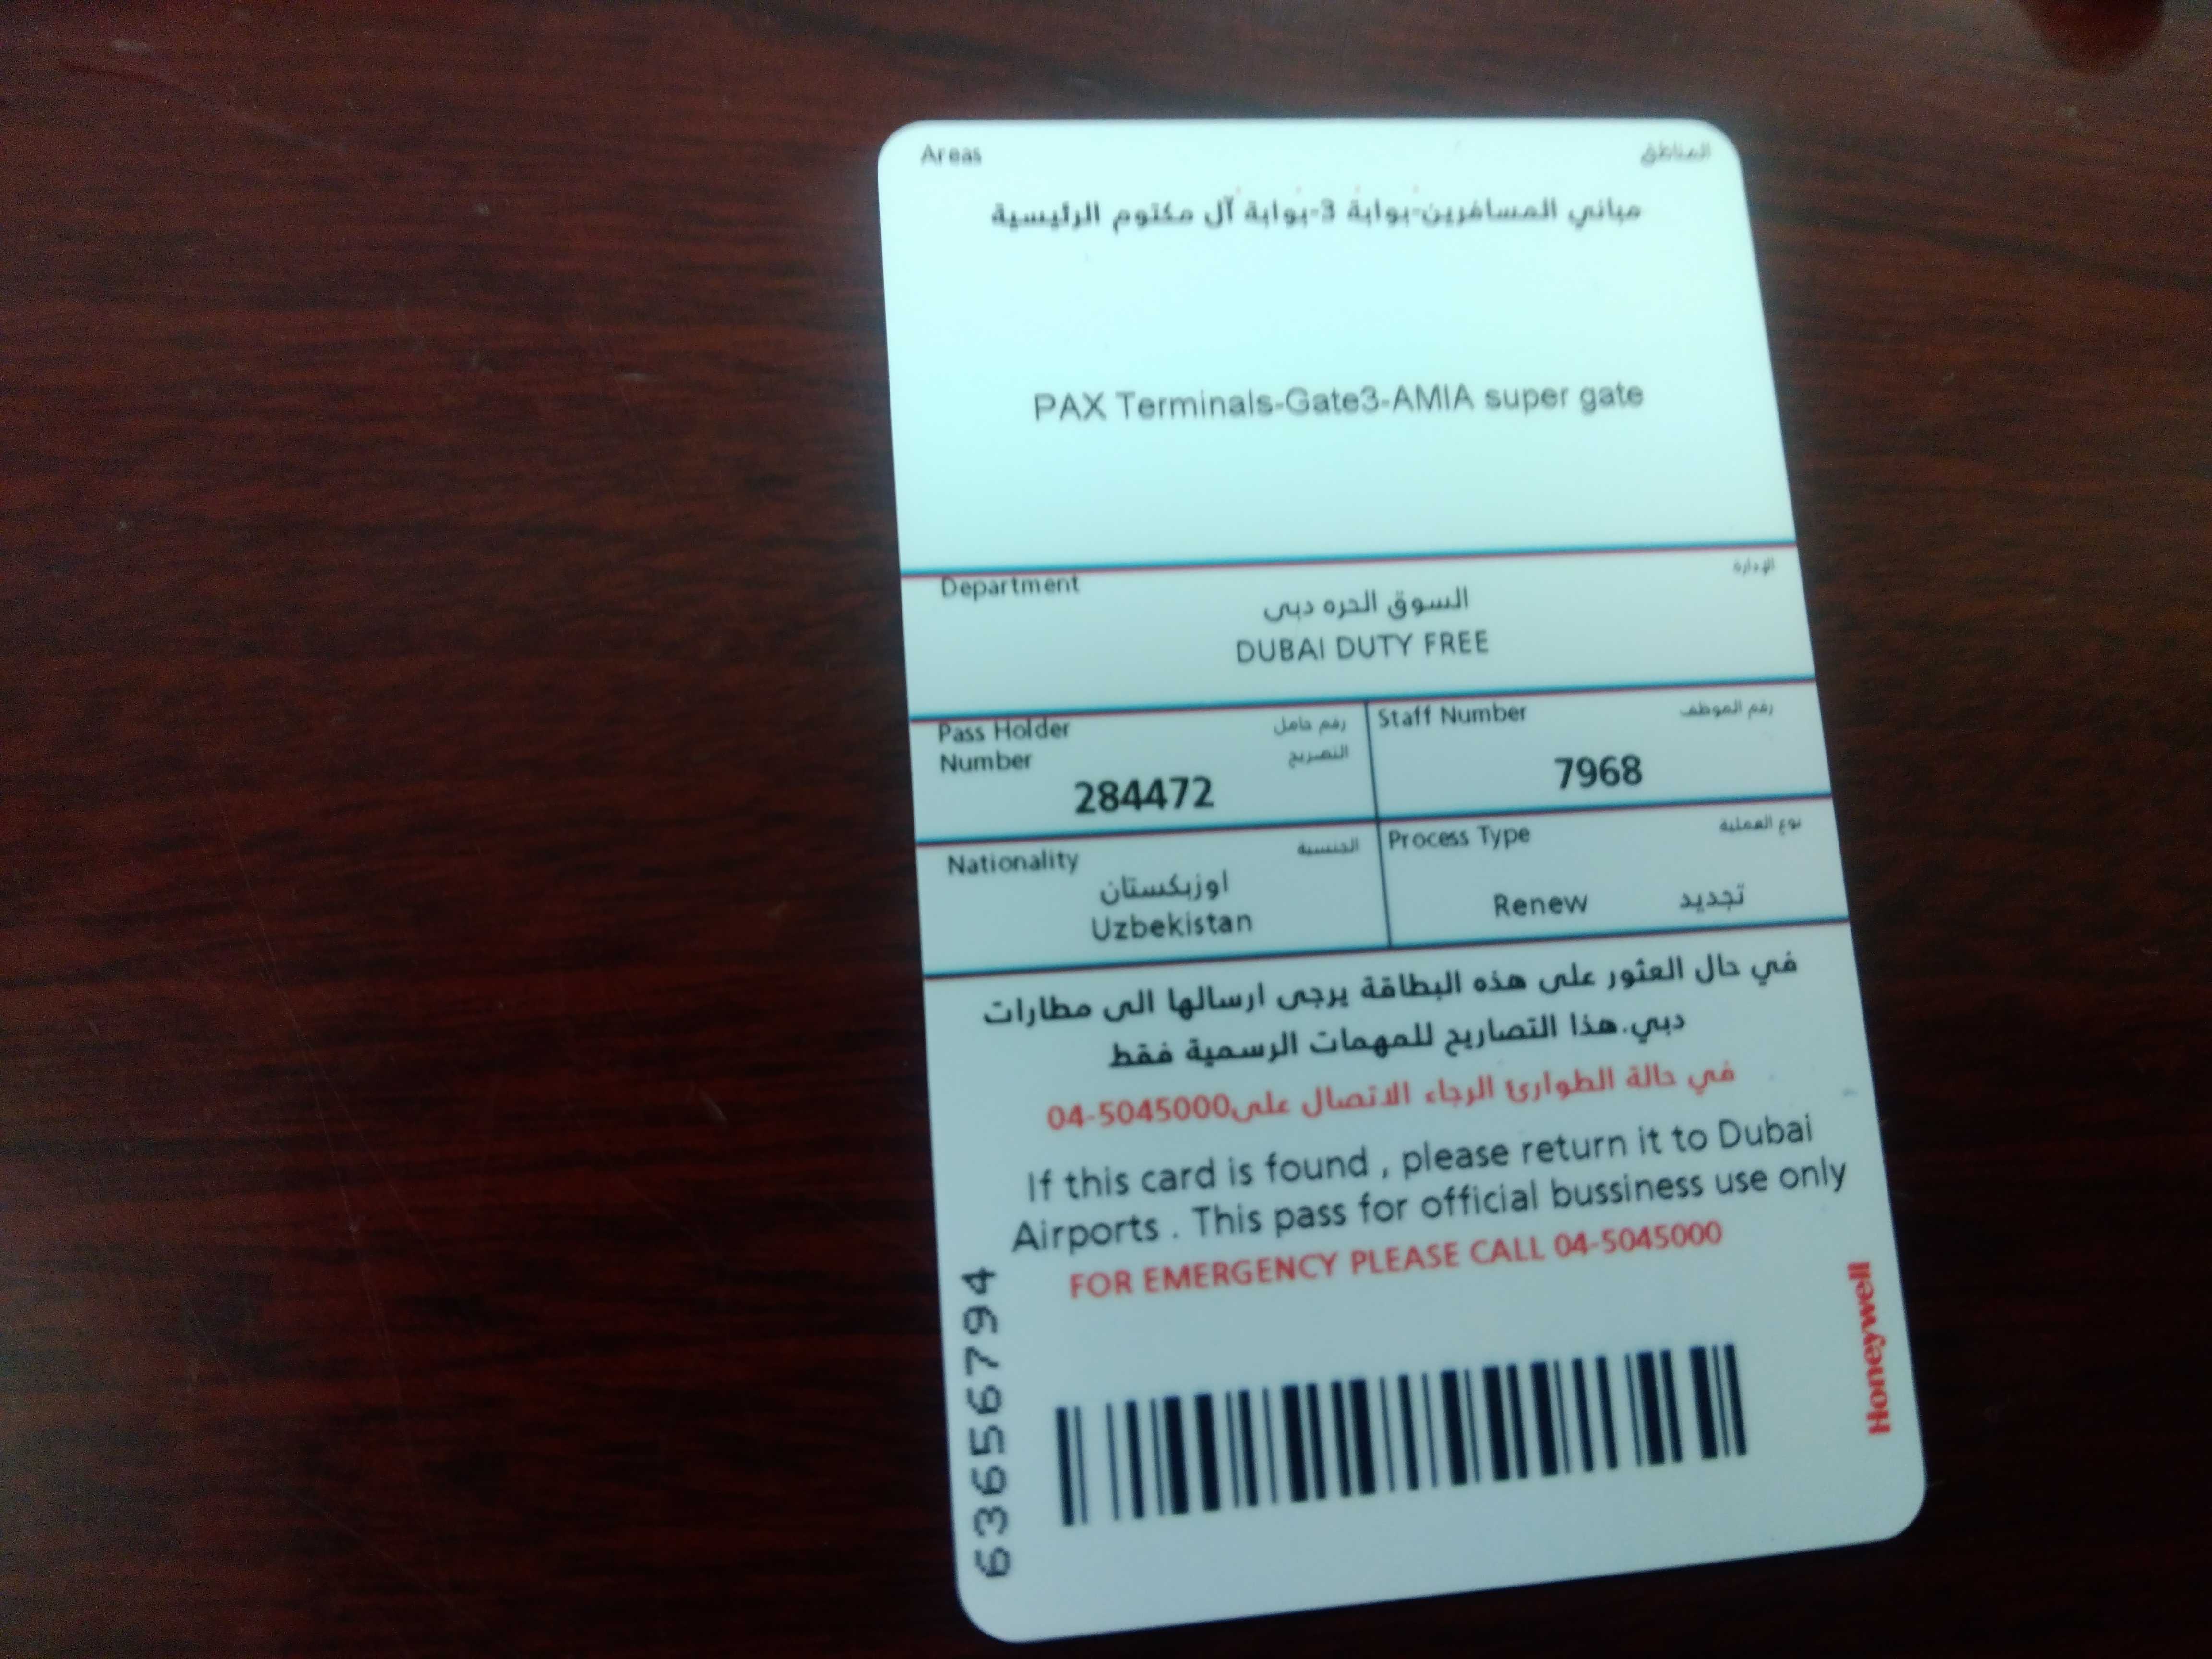 Areas المناطق
مباني المسافرين-بوابة 3-بوابة آل مكتوم الرئيسية
PAX Terminals-Gate3-AMIA super gate
Department الإدارة
السوق الحره دبى
DUBAI DUTY FREE
Pass Holder رقم حامل
Number التصريح
284472
Staff Number رقم الموظف
7968
Nationality الجنسية
اوزبكستان
Uzbekistan
Process Type نوع العملية
Renew تجديد
في حال العثور على هذه البطاقة يرجى ارسالها الى مطارات
دبي.هذا التصاريح للمهمات الرسمية فقط
في حالة الطوارئ الرجاء الاتصال على04-5045000
If this card is found , please return it to Dubai
Airports . This pass for official bussiness use only
FOR EMERGENCY PLEASE CALL 04-5045000
63656794
Honeywell